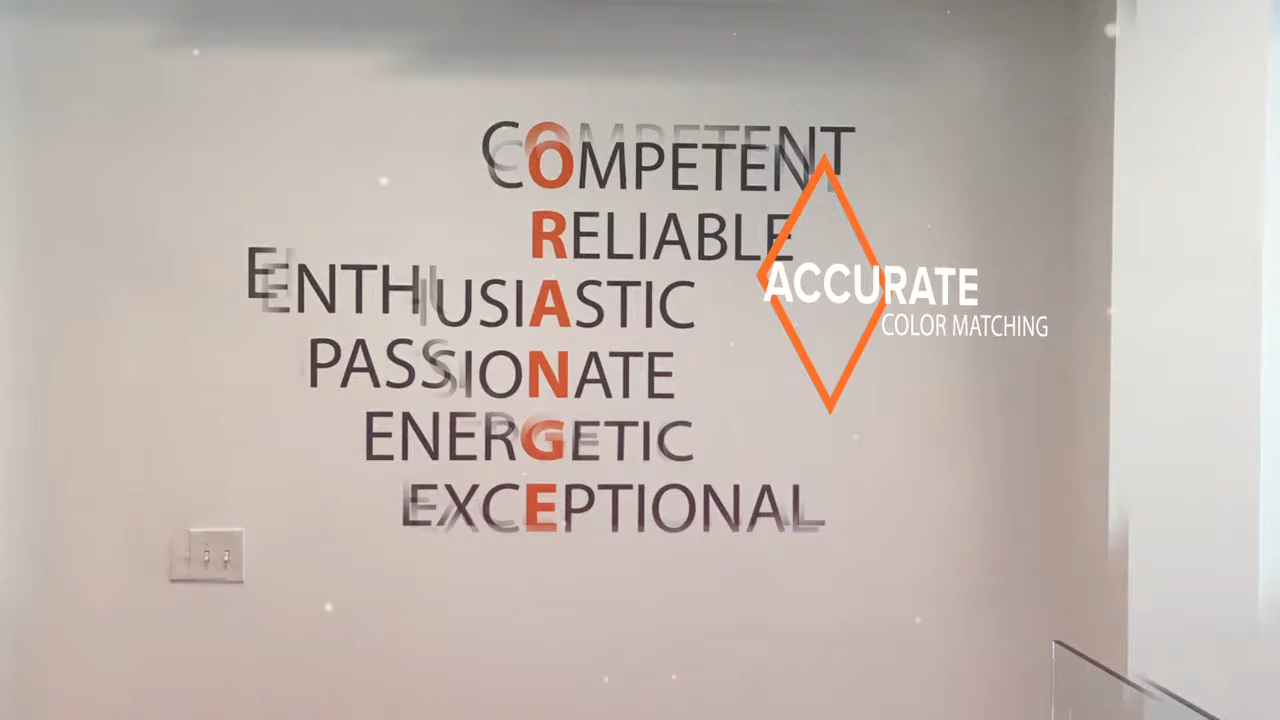 COMPETENT
RELIABLE
ENTHUSIASTIC
PASSIONATE
ENERGETIC
EXCEPTIONAL
ACCURATE
COLOR MATCHING